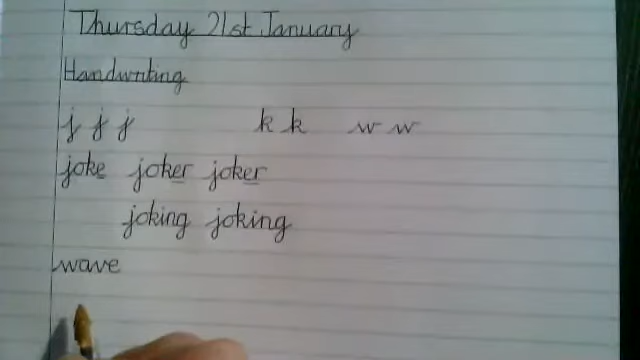 Thursday 21st January
Handwriting
j j j k k w w
joke joker joker
joking joking
wave